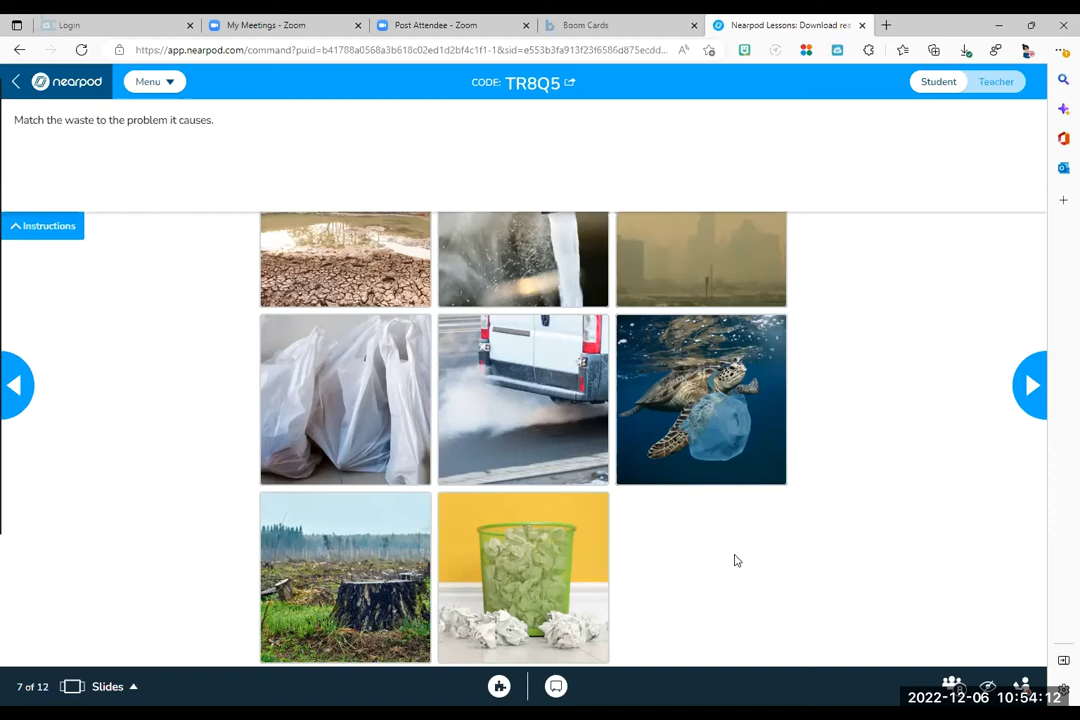 Login
My Meetings - Zoom
Post Attendee - Zoom
Boom Cards
Nearpod Lessons: Download rea
https://app.nearpod.com/command?puid=b41788a0568a3b618c02ed1d2bf4c1f1-1&sid=e553b3fa913f23f6586d875ecdd...
nearpod
Menu
CODE: TR8Q5
Student
Teacher
Match the waste to the problem it causes.
Instructions
7 of 12
Slides
2022-12-06 10:54:12